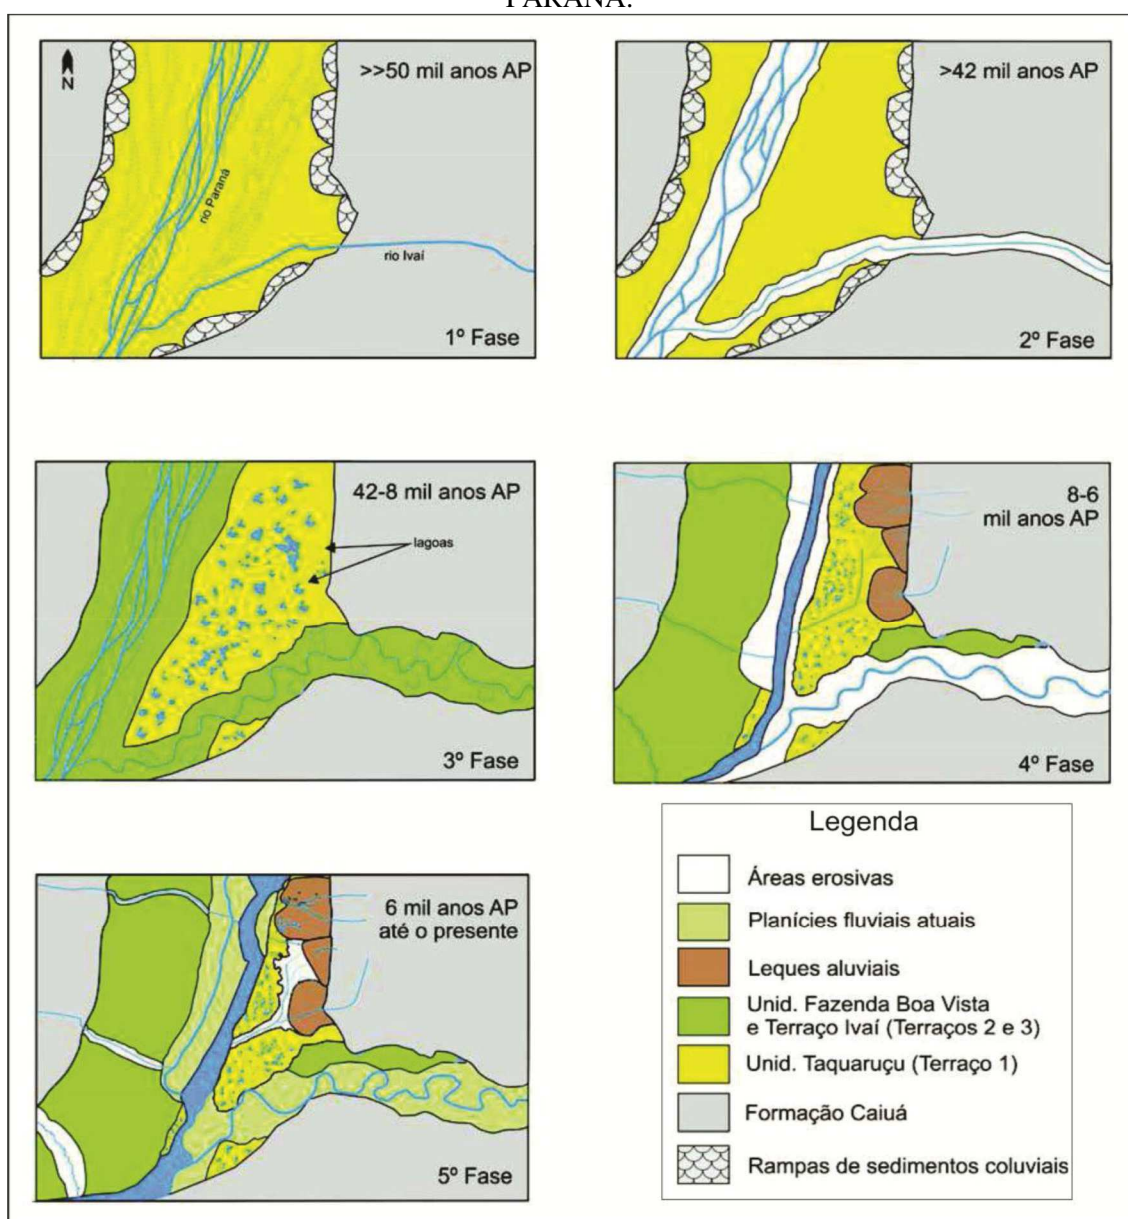 PARANÁ.
N
>>50 mil anos AP
rio Paraná
rio Ivaí
1º Fase
>42 mil anos AP
2º Fase
42-8 mil anos AP
lagoas
3º Fase
8-6
mil anos AP
4º Fase
6 mil anos AP
até o presente
5º Fase
Legenda
Áreas erosivas
Planícies fluviais atuais
Leques aluviais
Unid. Fazenda Boa Vista
e Terraço Ivaí (Terraços 2 e 3)
Unid. Taquaruçu (Terraço 1)
Formação Caiuá
Rampas de sedimentos coluviais